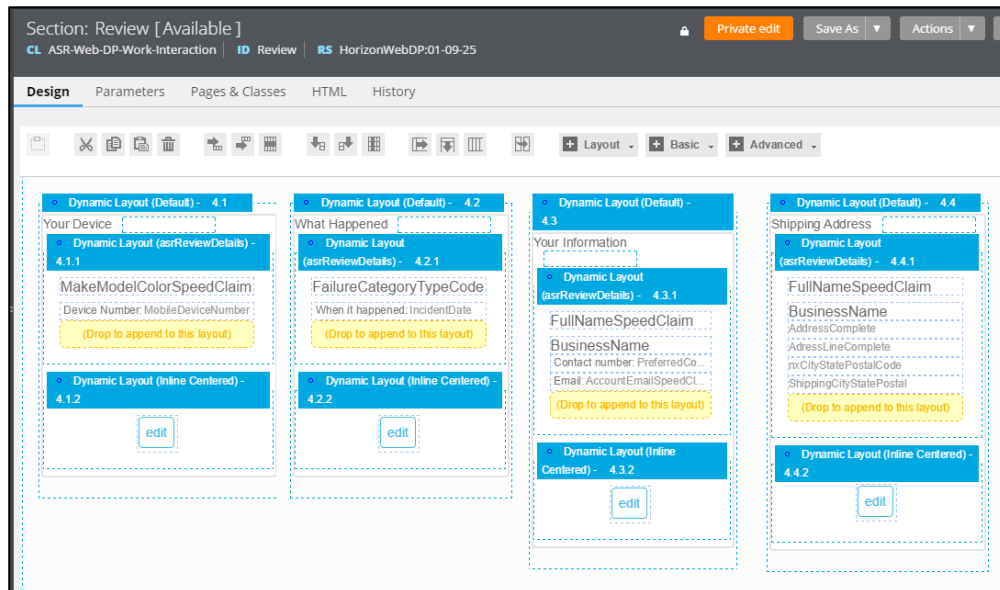 Section: Review [ Available ]
CL ASR-Web-DP-Work-Interaction ID Review RS HorizonWebDP:01-09-25
Private edit Save As Actions
Design Parameters Pages & Classes HTML History
Layout Basic Advanced
Dynamic Layout (Default) - 4.1
Your Device
Dynamic Layout (asrReviewDetails) -
4.1.1
MakeModelColorSpeedClaim
Device Number: MobileDeviceNumber
(Drop to append to this layout)
Dynamic Layout (Inline Centered) -
4.1.2
edit
Dynamic Layout (Default) - 4.2
What Happened
Dynamic Layout
(asrReviewDetails) - 4.2.1
FailureCategoryTypeCode
When it happened: IncidentDate
(Drop to append to this layout)
Dynamic Layout (Inline Centered) -
4.2.2
edit
Dynamic Layout (Default) -
4.3
Your Information
Dynamic Layout
(asrReviewDetails) - 4.3.1
FullNameSpeedClaim
BusinessName
Contact number: PreferredCo...
Email: AccountEmailSpeedCl...
(Drop to append to this layout)
Dynamic Layout (Inline
Centered) - 4.3.2
edit
Dynamic Layout (Default) - 4.4
Shipping Address
Dynamic Layout
(asrReviewDetails) - 4.4.1
FullNameSpeedClaim
BusinessName
AddressComplete
AdressLineComplete
nxCityStatePostalCode
ShippingCityStatePostal
(Drop to append to this layout)
Dynamic Layout (Inline Centered) -
4.4.2
edit